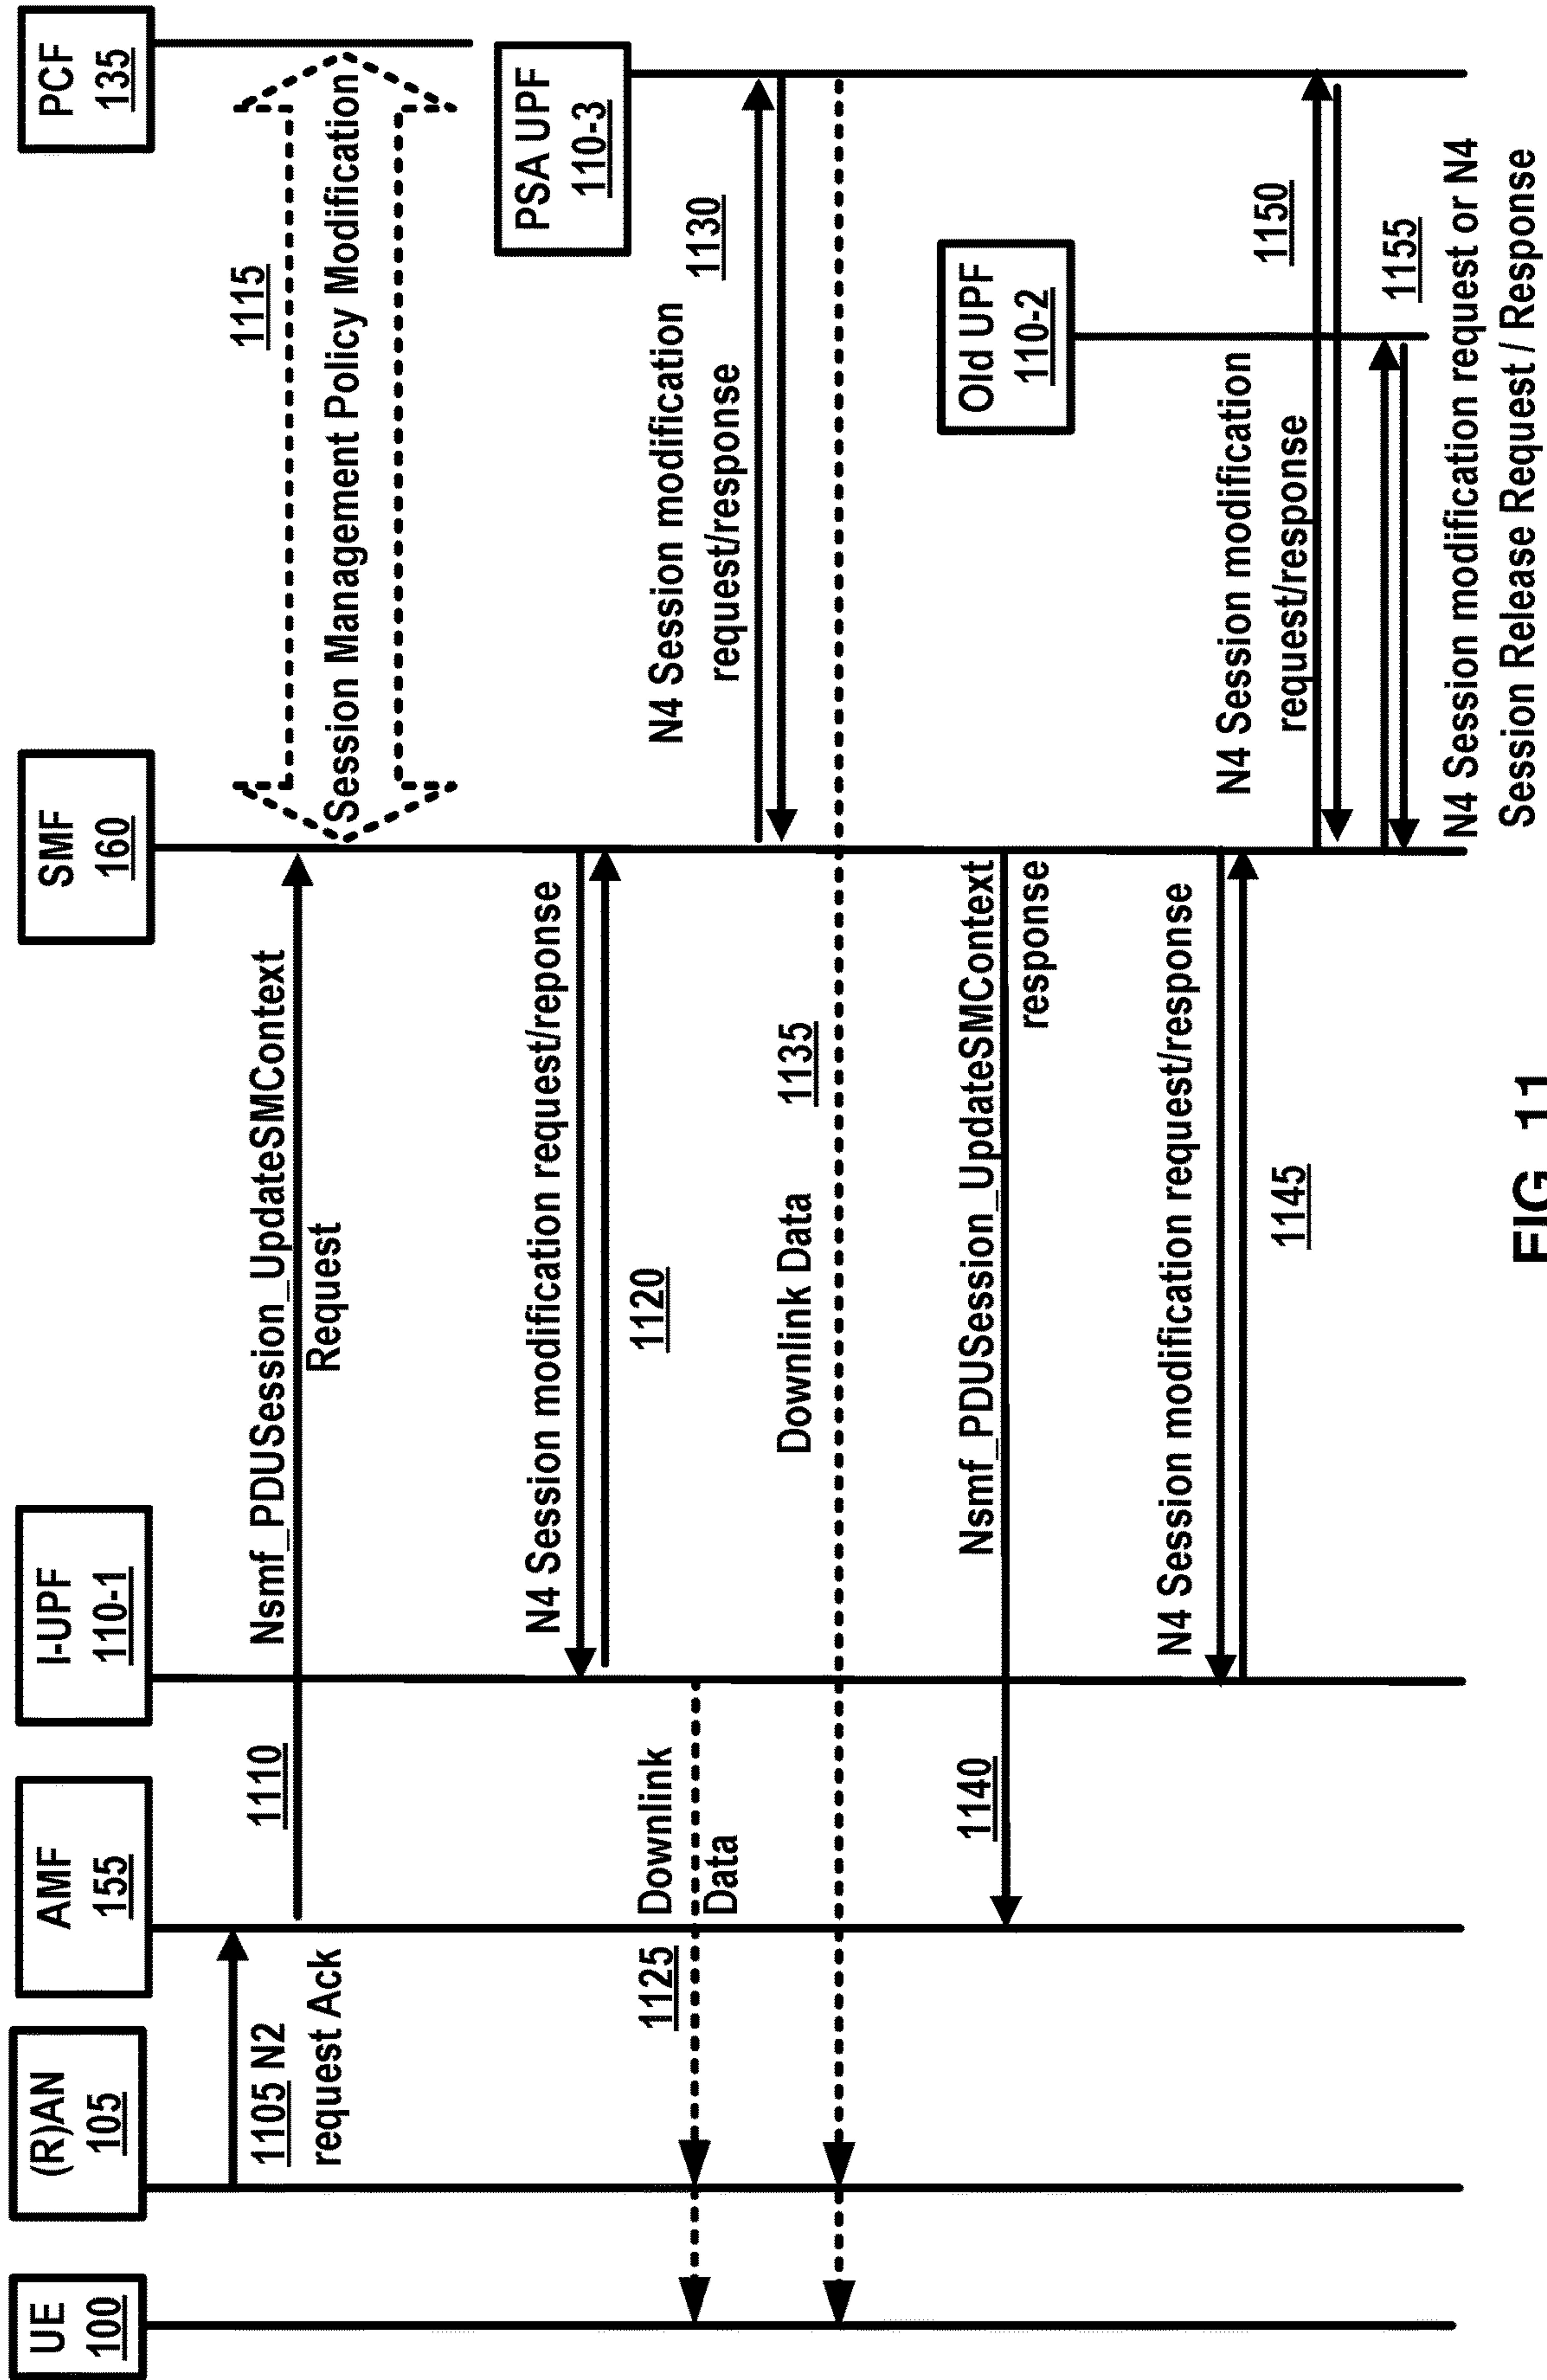 UE
100
(R)AN
105
AMF
155
I-UPF
110-1
SMF
160
PCF
135
1105 N2
request Ack
1110
Nsmf_PDUSession_UpdateSMContext
Request
1115
Session Management Policy Modification
PSA UPF
110-3
N4 Session modification request/reponse
1120
1125
Downlink
Data
N4 Session modification
request/response
1130
Downlink Data
1135
Old UPF
110-2
1140
Nsmf_PDUSession_UpdateSMContext
response
N4 Session modification request/response
1145
N4 Session modification
request/response
1150
1155
N4 Session modification request or N4
Session Release Request / Response
FIG. 11